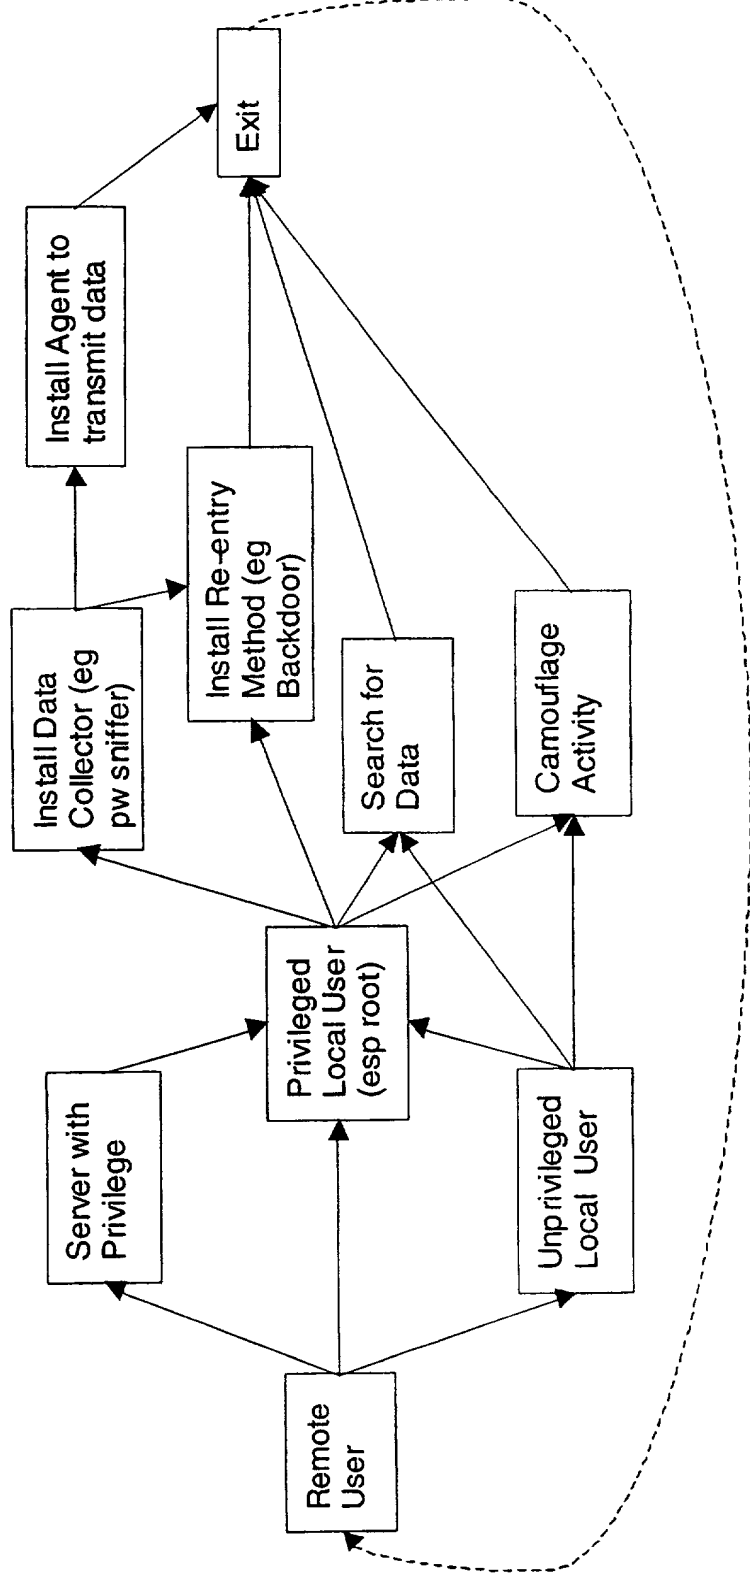 Remote
User
Server with
Privilege
Privileged
Local User
(esp root)
Unprivileged
Local User
Install Data
Collector (eg
pw sniffer)
Install Re-entry
Method (eg
Backdoor)
Search for
Data
Camouflage
Activity
Install Agent to
transmit data
Exit